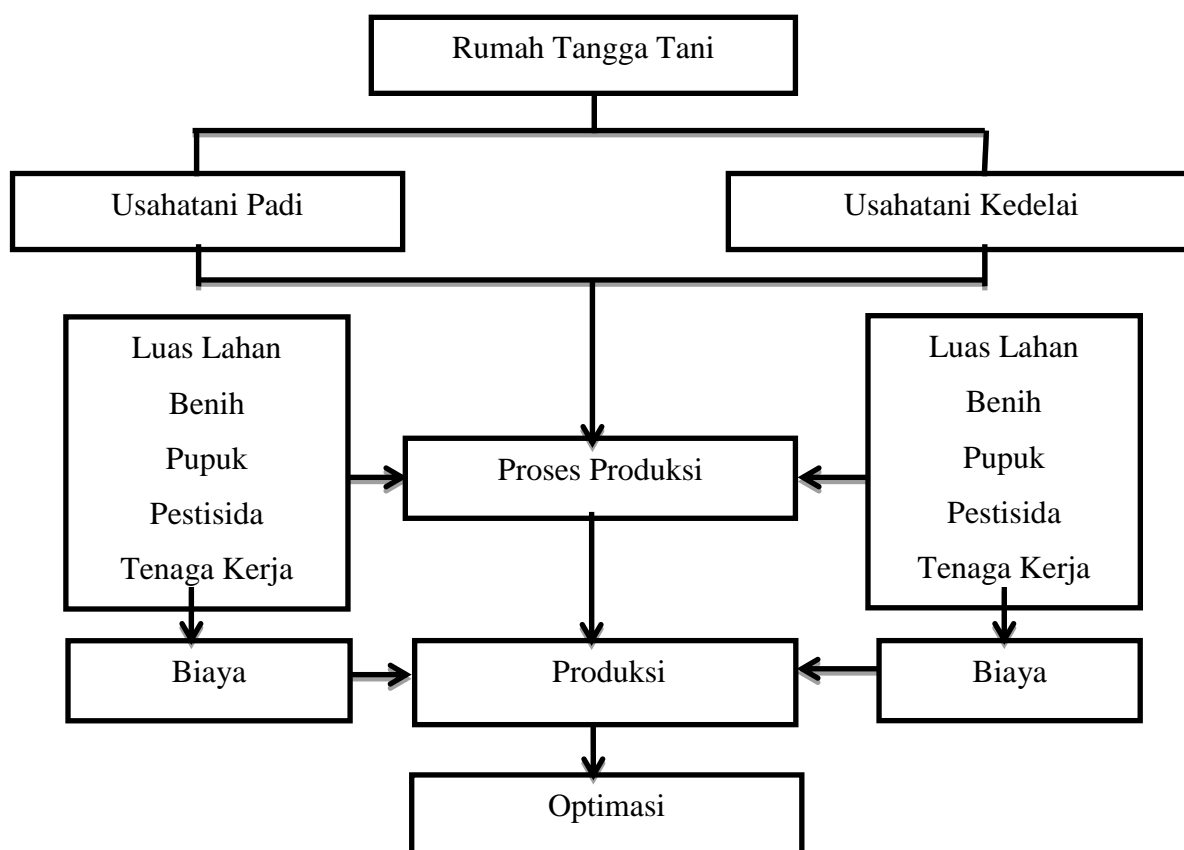 Rumah Tangga Tani
Usahatani Padi
Usahatani Kedelai
Luas Lahan
Benih
Pupuk
Pestisida
Tenaga Kerja
Luas Lahan
Benih
Pupuk
Pestisida
Tenaga Kerja
Proses Produksi
Biaya
Produksi
Biaya
Optimasi